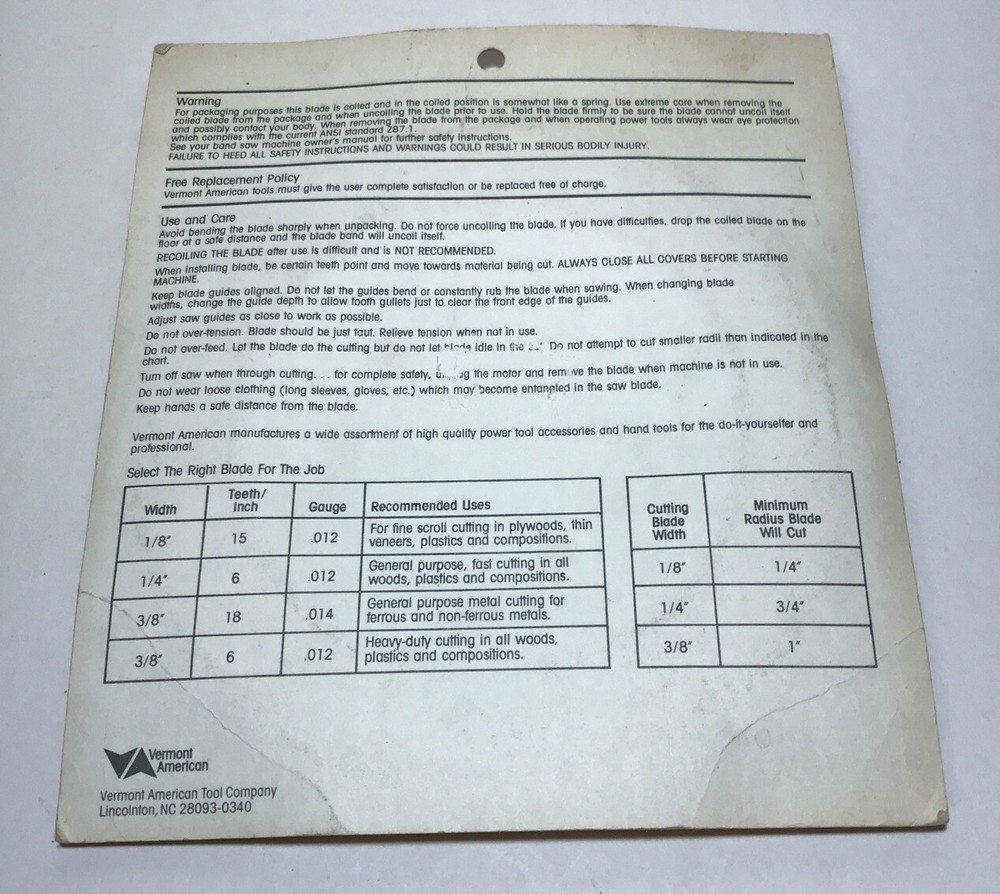 Warning
For packaging purposes this blade is coiled and in the coiled position is somewhat like a spring. Use extreme care when removing the
coiled blade from the package and when uncoiling the blade prior to use. Hold the blade firmly to be sure the blade cannot uncoil itself
and possibly contact your body. When removing the blade from the package and when operating power tools always wear eye protection
which complies with the current ANSI standard Z87.1.
See your band saw machine owner's manual for further safety instructions.
FAILURE TO HEED ALL SAFETY INSTRUCTIONS AND WARNINGS COULD RESULT IN SERIOUS BODILY INJURY.
Free Replacement Policy
Vermont American tools must give the user complete satisfaction or be replaced free of charge.
Use and Care
Avoid bending the blade sharply when unpacking. Do not force uncoiling the blade. If you have difficulties, drop the coiled blade on the
floor at a safe distance and the blade band will uncoil itself.
RECOILING THE BLADE after use is difficult and is NOT RECOMMENDED.
When installing blade, be certain teeth point and move towards material being cut. ALWAYS CLOSE ALL COVERS BEFORE STARTING
MACHINE.
Keep blade guides aligned. Do not let the guides bend or constantly rub the blade when sawing. When changing blade
widths, change the guide depth to allow tooth gullets just to clear the front edge of the guides.
Adjust saw guides as close to work as possible.
Do not over-tension. Blade should be just taut. Relieve tension when not in use.
Do not over-feed. Let the blade do the cutting but do not let blade idle in the Do not attempt to cut smaller radii than indicated in the
chart.
Turn off saw when through cutting. . . for complete safety, the motor and remove the blade when machine is not in use.
Do not wear loose clothing (long sleeves, gloves, etc.) which may become entangled in the saw blade.
Keep hands a safe distance from the blade.
Vermont American manufactures a wide assortment of high quality power tool accessories and hand tools for the do-it-yourselfer and
professional.
Select The Right Blade For The Job
Width Teeth/ Inch Gauge Recommended Uses
1/8" 15 .012 For fine scroll cutting in plywoods, thin
veneers, plastics and compositions.
1/4" 6 .012 General purpose, fast cutting in all
woods, plastics and compositions.
3/8" 18 .014 General purpose metal cutting for
ferrous and non-ferrous metals.
3/8" 6 .012 Heavy-duty cutting in all woods,
plastics and compositions.
Cutting Blade Width Minimum Radius Blade Will Cut
1/8" 1/4"
1/4" 3/4"
3/8" 1"
Vermont
American
Vermont American Tool Company
Lincolnton, NC 28093-0340